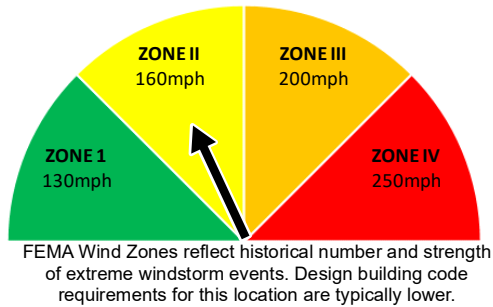 ZONE II
160mph
ZONE III
200mph
ZONE 1
130mph
ZONE IV
250mph
FEMA Wind Zones reflect historical number and strength
of extreme windstorm events. Design building code
requirements for this location are typically lower.